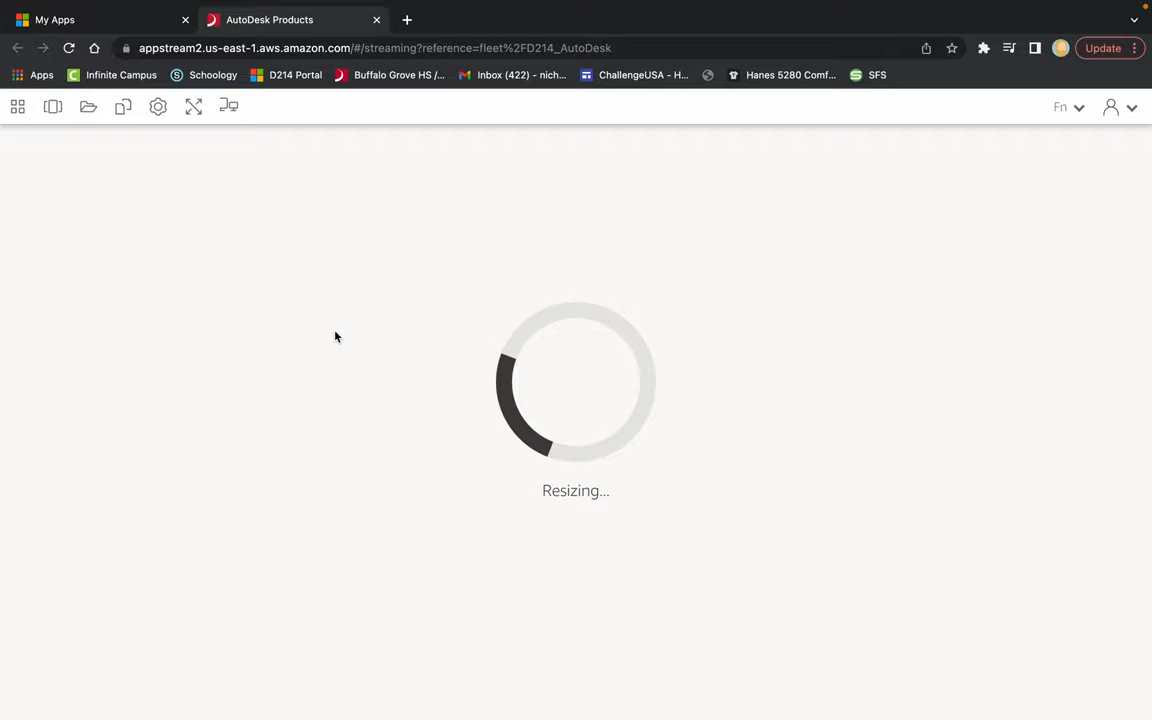 My Apps
AutoDesk Products
appstream2.us-east-1.aws.amazon.com/#/streaming?reference=fleet%2FD214_AutoDesk
Update
Apps
Infinite Campus
Schoology
D214 Portal
Buffalo Grove HS /...
Inbox (422) - nich...
ChallengeUSA - H...
Hanes 5280 Comf...
SFS
Fn
Resizing...